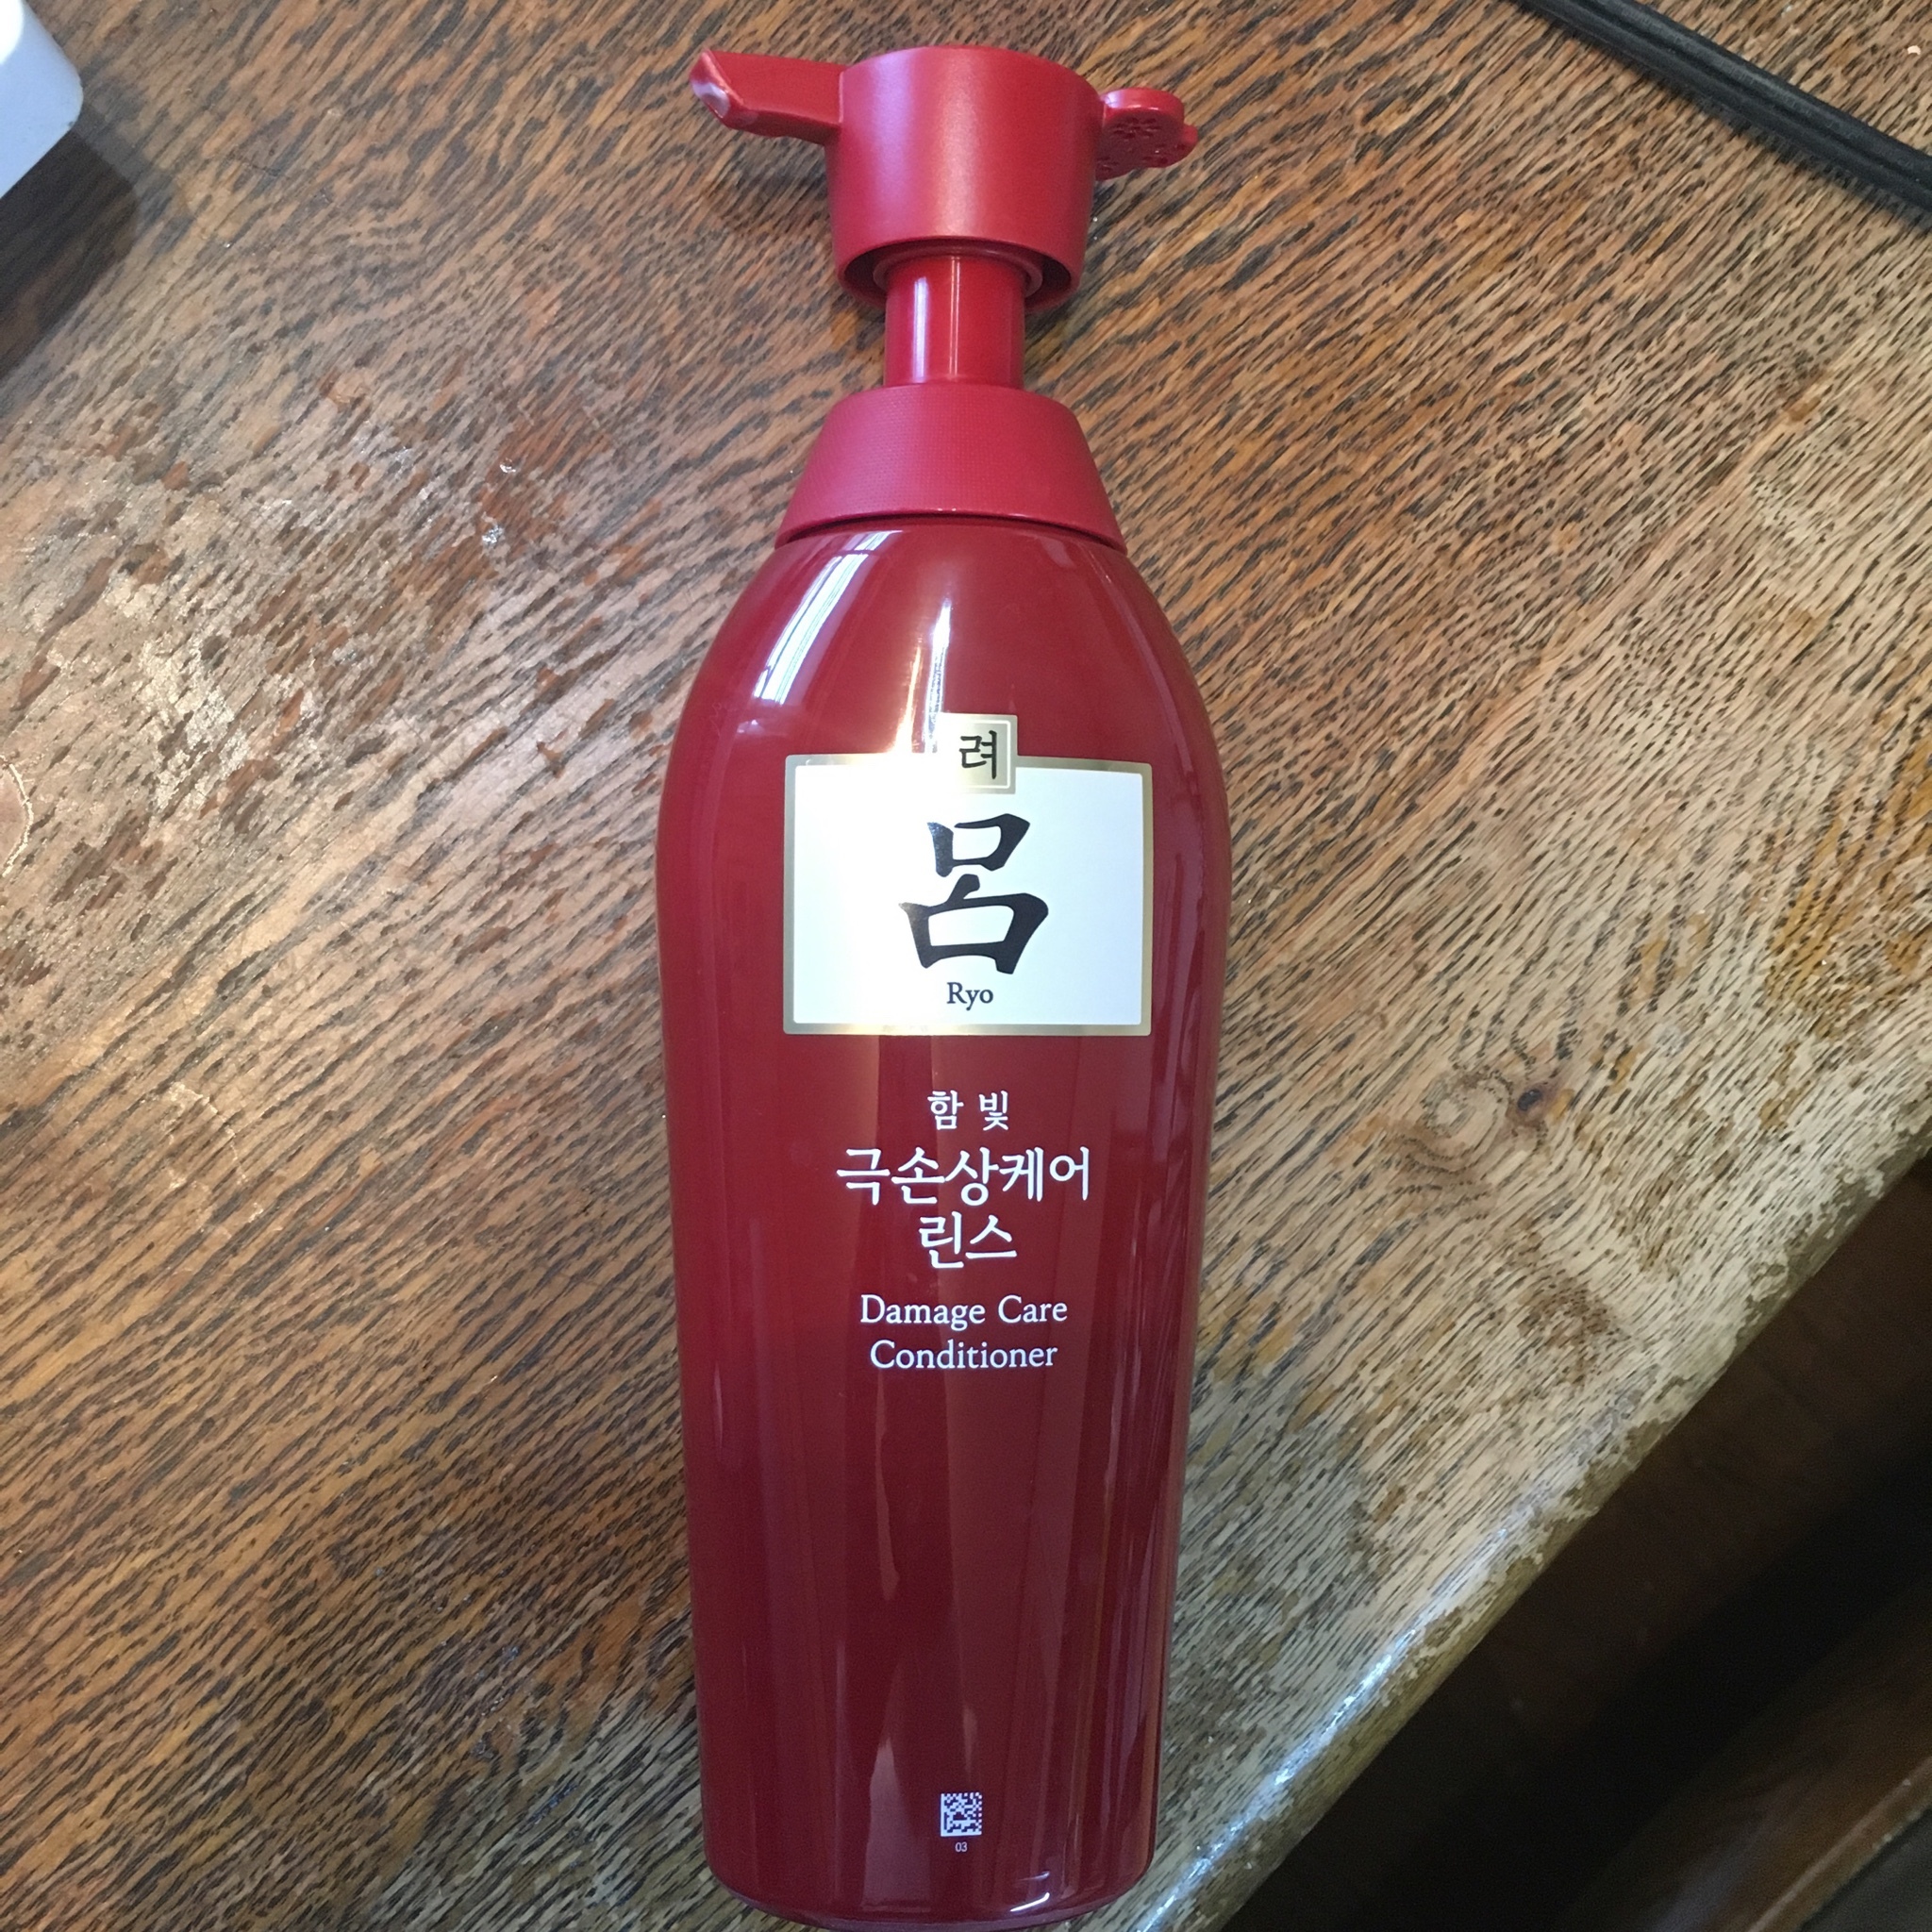 려
呂
Ryo
함빛
극손상케어
린스
Damage Care
Conditioner
03